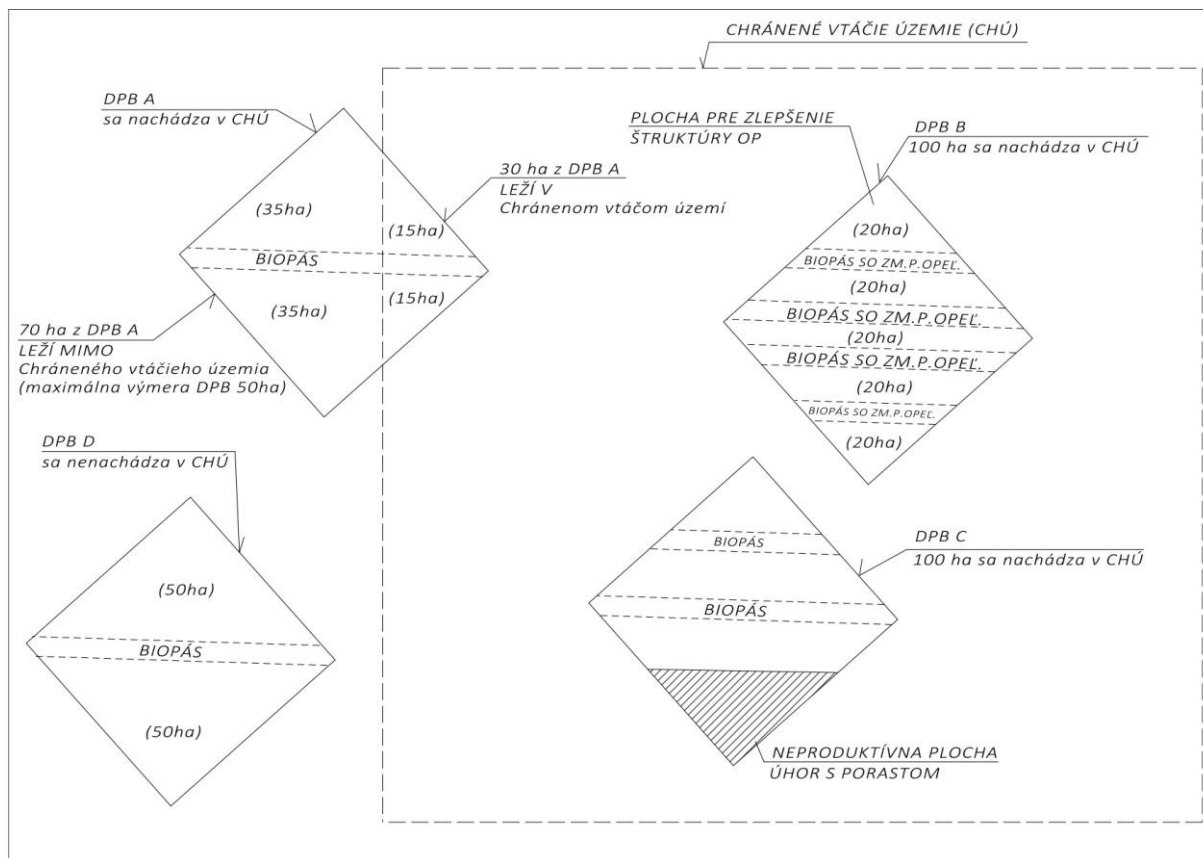 CHRÁNENÉ VTÁČIE ÚZEMIE (CHÚ)
DPB A
sa nachádza v CHÚ
30 ha z DPB A
LEŽÍ V
Chránenom vtáčom území
(35ha)
(15ha)
BIOPÁS
(35ha)
(15ha)
70 ha z DPB A
LEŽÍ MIMO
Chráneného vtáčieho územia
(maximálna výmera DPB 50ha)
PLOCHA PRE ZLEPŠENIE
ŠTRUKTÚRY OP
DPB B
100 ha sa nachádza v CHÚ
(20ha)
BIOPÁS SO ZM.P.OPEĽ.
(20ha)
BIOPÁS SO ZM.P.OPEĽ.
(20ha)
BIOPÁS SO ZM.P.OPEĽ.
(20ha)
BIOPÁS SO ZM.P.OPEĽ.
(20ha)
DPB D
sa nenachádza v CHÚ
(50ha)
BIOPÁS
(50ha)
BIOPÁS
BIOPÁS
DPB C
100 ha sa nachádza v CHÚ
NEPRODUKTÍVNA PLOCHA
ÚHOR S PORASTOM